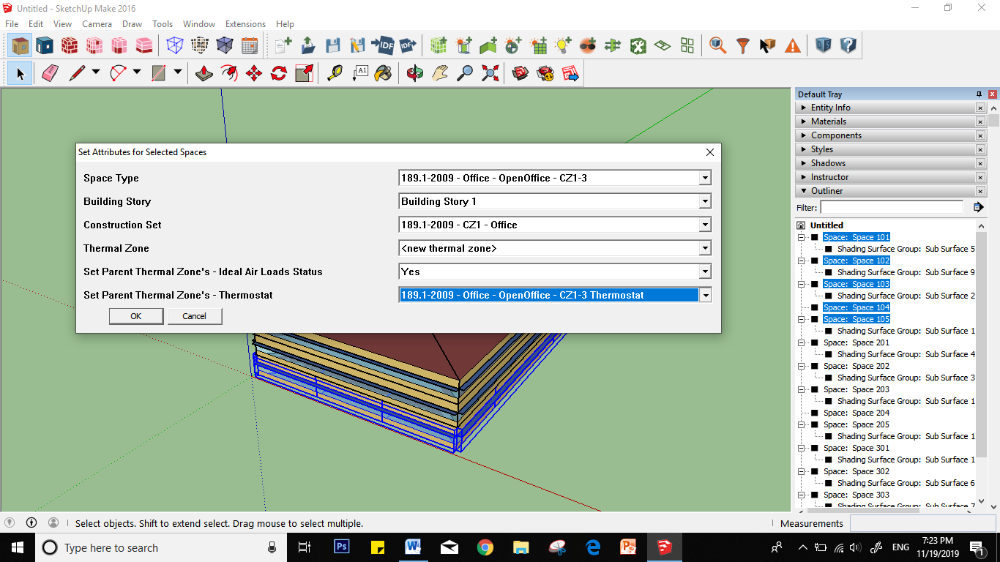 Untitled - SketchUp Make 2016
File Edit View Camera Draw Tools Window Extensions Help
IDF IDF
A1
Default Tray
Entity Info
Materials
Components
Styles
Shadows
Instructor
Outliner
Filter:
Untitled
Space: Space 101
Shading Surface Group: Sub Surface 5
Space: Space 102
Shading Surface Group: Sub Surface 9
Space: Space 103
Shading Surface Group: Sub Surface 2
Space: Space 104
Space: Space 105
Shading Surface Group: Sub Surface 1
Space: Space 201
Shading Surface Group: Sub Surface 4
Space: Space 202
Shading Surface Group: Sub Surface 3
Space: Space 203
Shading Surface Group: Sub Surface 1
Space: Space 204
Space: Space 205
Shading Surface Group: Sub Surface 1
Space: Space 301
Shading Surface Group: Sub Surface 1
Space: Space 302
Shading Surface Group: Sub Surface 6
Space: Space 303
Shading Surface Group: Sub Surface 7
Set Attributes for Selected Spaces
Space Type 189.1-2009 - Office - OpenOffice - CZ1-3
Building Story Building Story 1
Construction Set 189.1-2009 - CZ1 - Office
Thermal Zone <new thermal zone>
Set Parent Thermal Zone's - Ideal Air Loads Status Yes
Set Parent Thermal Zone's - Thermostat 189.1-2009 - Office - OpenOffice - CZ1-3 Thermostat
OK Cancel
Select objects. Shift to extend select. Drag mouse to select multiple.
Measurements
Type here to search
Ps
W
P
ENG
7:23 PM
11/19/2019
1